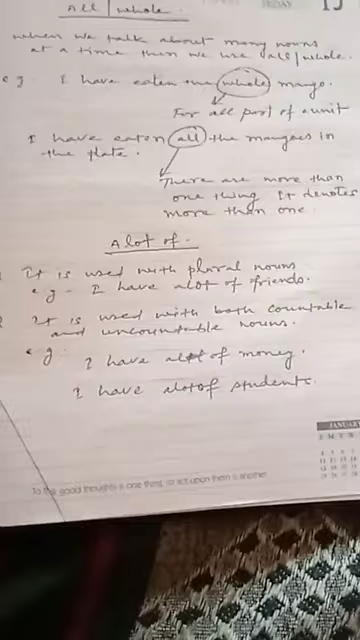 All | whole
FRIDAY
15
when we talk about many nouns
at a time then we use all/whole.
e g I have eaten the whole mango.
For all part of a unit
I have eaten all the mangoes in
the plate.
There are more than
one thing It denotes
more than one.
A lot of.
It is used with plural nouns
e g- I have alot of friends.
It is used with both countable
and uncountable nouns.
e g. I have alot of money.
I have alot of students.
JANUARY
To the good thoughts is one thing, to act upon them is another